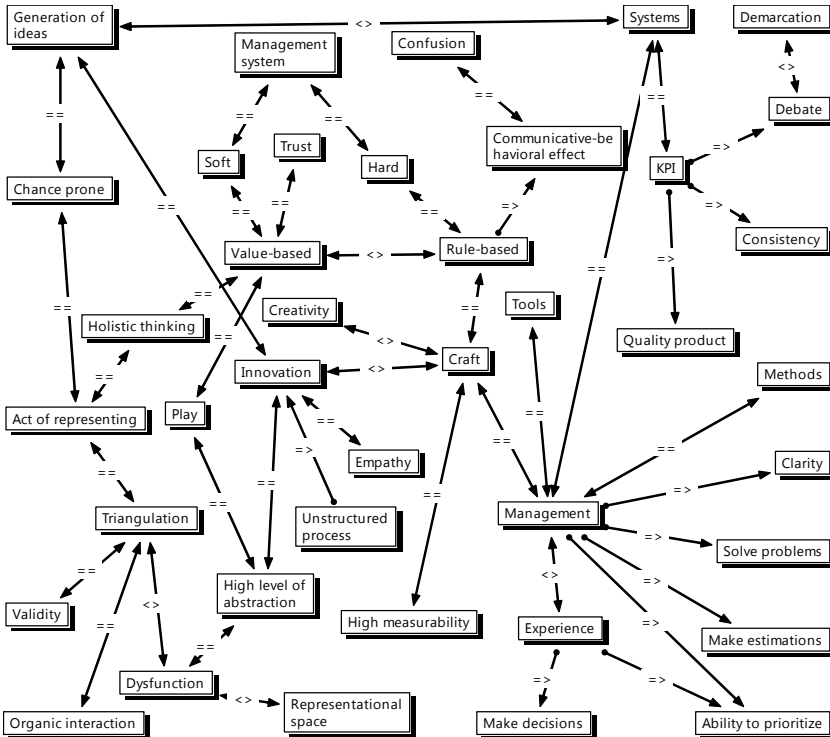 Generation of
ideas
<>
Systems
Demarcation
Management
system
Confusion
<>
==
==
==
Debate
==
==
=>
Communicative-be
havioral effect
Trust
Soft
Hard
KPI
Chance prone
=>
==
==
==
==
=>
Consistency
Value-based
<>
Rule-based
=>
==
==
Creativity
==
Tools
==
Holistic thinking
==
<>
Quality product
Innovation
<>
Craft
Methods
==
Act of representing
Play
==
==
==
==
=>
Empathy
Clarity
==
==
==
==
=>
Unstructured
process
Management
Triangulation
=>
Solve problems
==
<>
=>
High level of
abstraction
Validity
<>
High measurability
Experience
=>
Make estimations
==
==
Dysfunction
<>
=>
=>
Organic interaction
Representational
space
Make decisions
Ability to prioritize